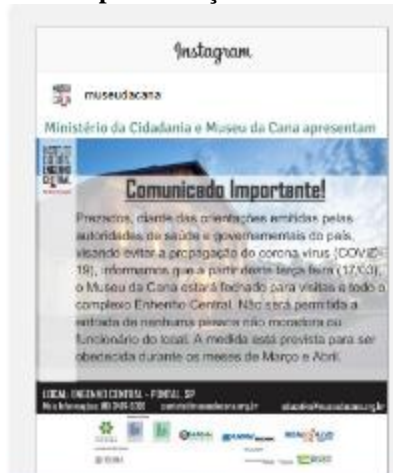 Instagram
museudacana
Ministério da Cidadania e Museu da Cana apresentam
Comunicado Importante!
Prezados, diante das orientações emitidas pelas
autoridades de saúde e governamentais do país,
visando evitar a propagação do corona vírus (COVID-
19), informamos que a partir desta terça feira (17/03),
o Museu da Cana estará fechado para visitas e todo o
complexo Enhenho Central. Não será permitida a
entrada de nenhuma pessoa não moradora ou
funcionário do local. A medida está prevista para ser
obedecida durante os meses de Março e Abril.
LOCAL: ENGENHO CENTRAL - PONTAL, SP